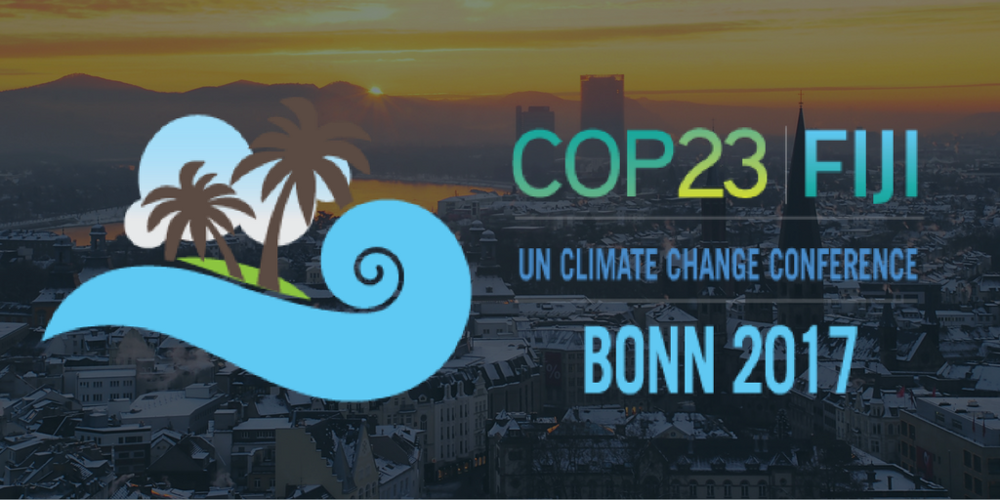 COP23 | FIJI
UN CLIMATE CHANGE CONFERENCE
BONN 2017